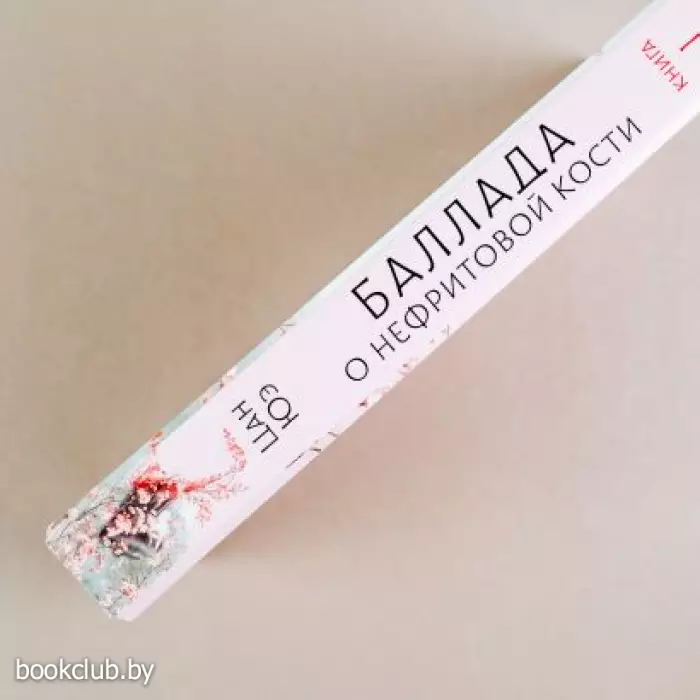 ЦАН
ЮЭ
БАЛЛАДА
О НЕФРИТОВОЙ КОСТИ
КНИГА
1
bookclub.by